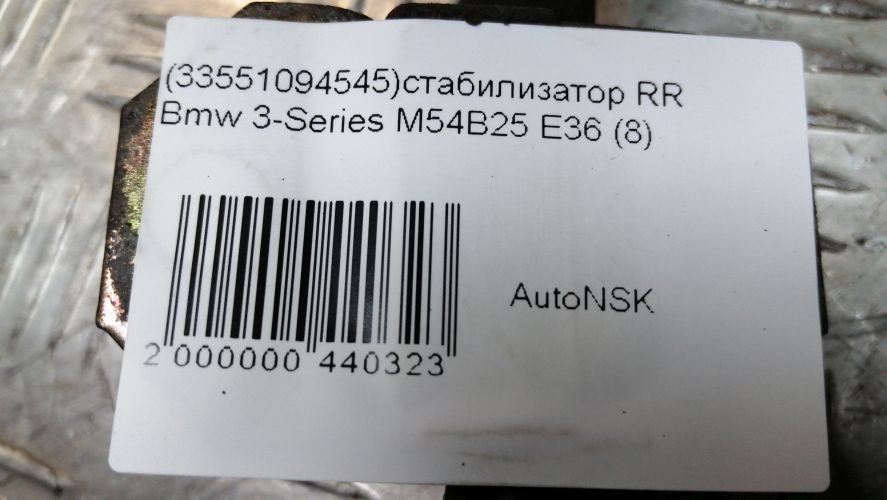 (33551094545)стабилизатор RR
Bmw 3-Series M54B25 E36 (8)
AutoNSK
2 000000 440323